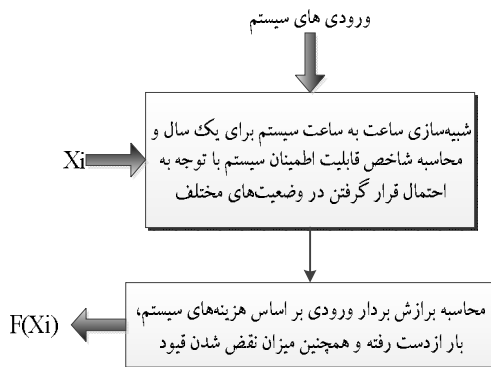 ورودی های سیستم
شبیه‌سازی ساعت به ساعت سیستم برای یک سال و
محاسبه شاخص قابلیت اطمینان سیستم با توجه به
احتمال قرار گرفتن در وضعیت‌های مختلف
Xi
محاسبه برازش بردار ورودی بر اساس هزینه‌های سیستم،
بار ازدست رفته و همچنین میزان نقض شدن قیود
F(Xi)